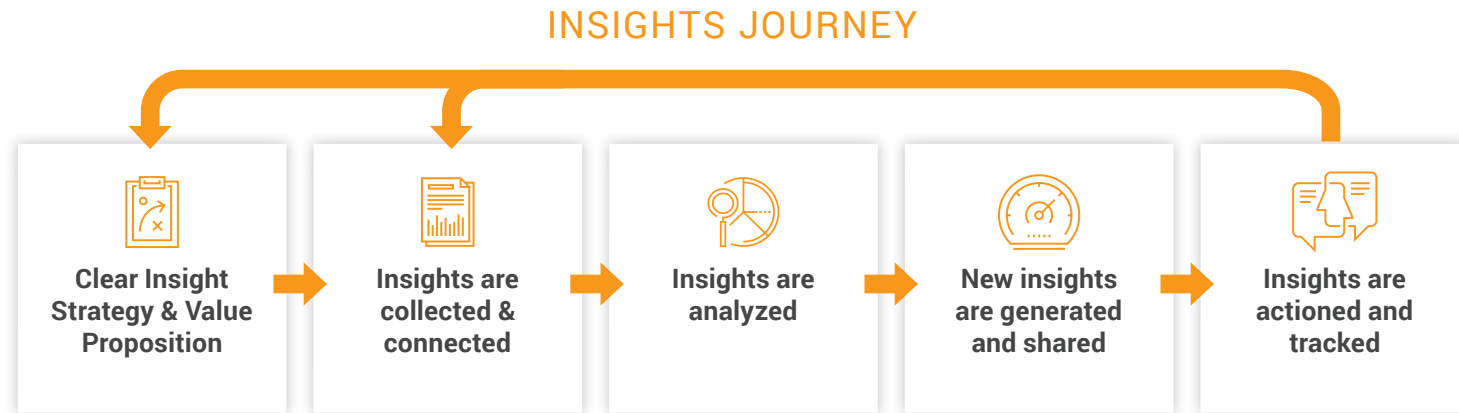 INSIGHTS JOURNEY
Clear Insight
Strategy & Value
Proposition
Insights are
collected &
connected
Insights are
analyzed
New insights
are generated
and shared
Insights are
actioned and
tracked